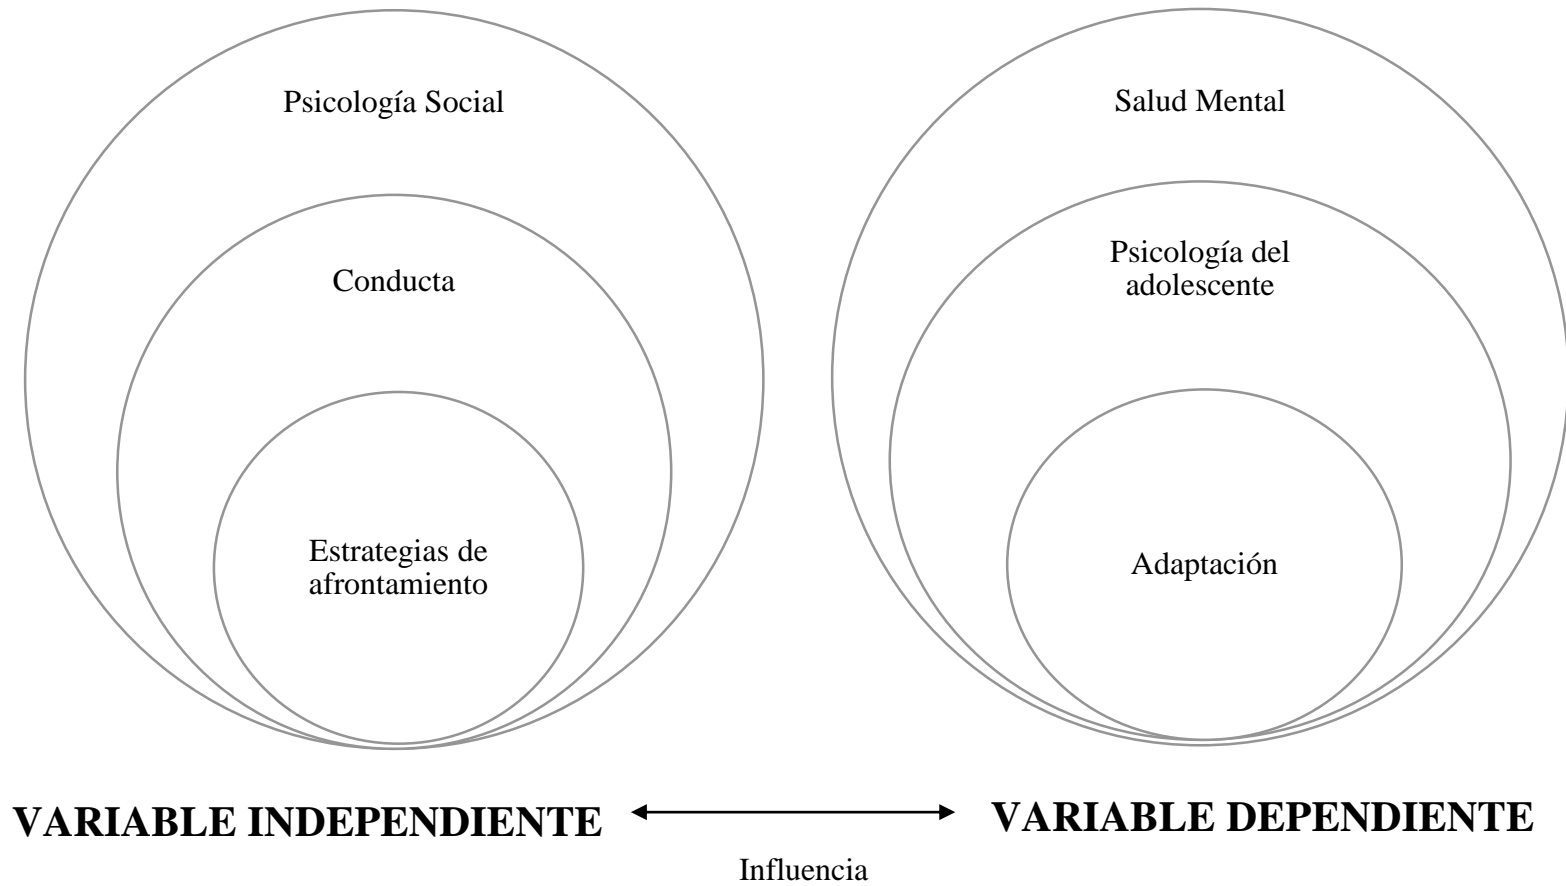 Psicología Social
Conducta
Estrategias de
afrontamiento
Salud Mental
Psicología del
adolescente
Adaptación
VARIABLE INDEPENDIENTE
VARIABLE DEPENDIENTE
Influencia